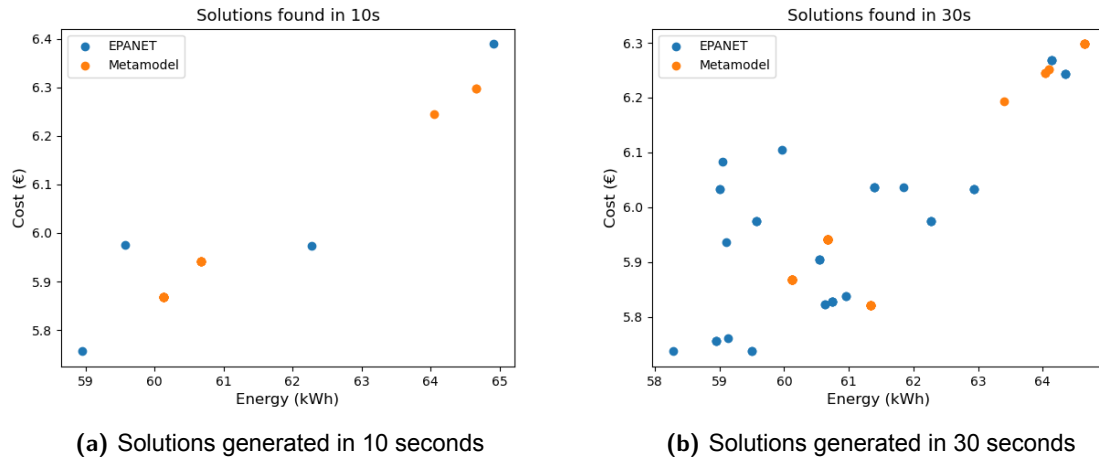 Solutions found in 10s
EPANET
Metamodel
6.4
6.3
6.2
6.1
6.0
5.9
5.8
Cost (€)
59 60 61 62 63 64 65
Energy (kWh)
(a) Solutions generated in 10 seconds
Solutions found in 30s
EPANET
Metamodel
6.3
6.2
6.1
6.0
5.9
5.8
Cost (€)
58 59 60 61 62 63 64
Energy (kWh)
(b) Solutions generated in 30 seconds